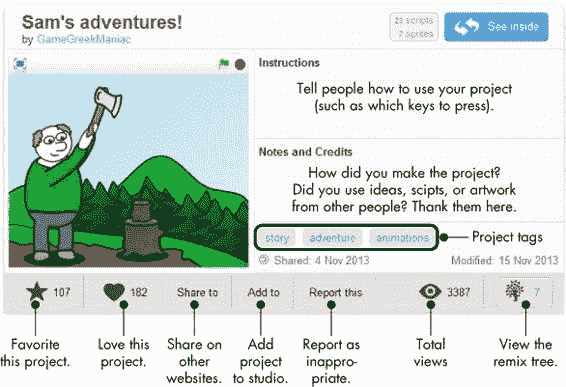 Sam's adventures!
by GameGreekManiac
23 scripts
7 sprites
See inside
Instructions
Tell people how to use your project
(such as which keys to press).
Notes and Credits
How did you make the project?
Did you use ideas, scipts, or artwork
from other people? Thank them here.
story adventure animations
Project tags
Shared: 4 Nov 2013 Modified: 15 Nov 2013
107 182 Share to Add to Report this 3387 7
Favorite
this project.
Love this
project.
Share on
other
websites.
Add
project
to studio.
Report as
inappro-
priate.
Total
views
View the
remix tree.